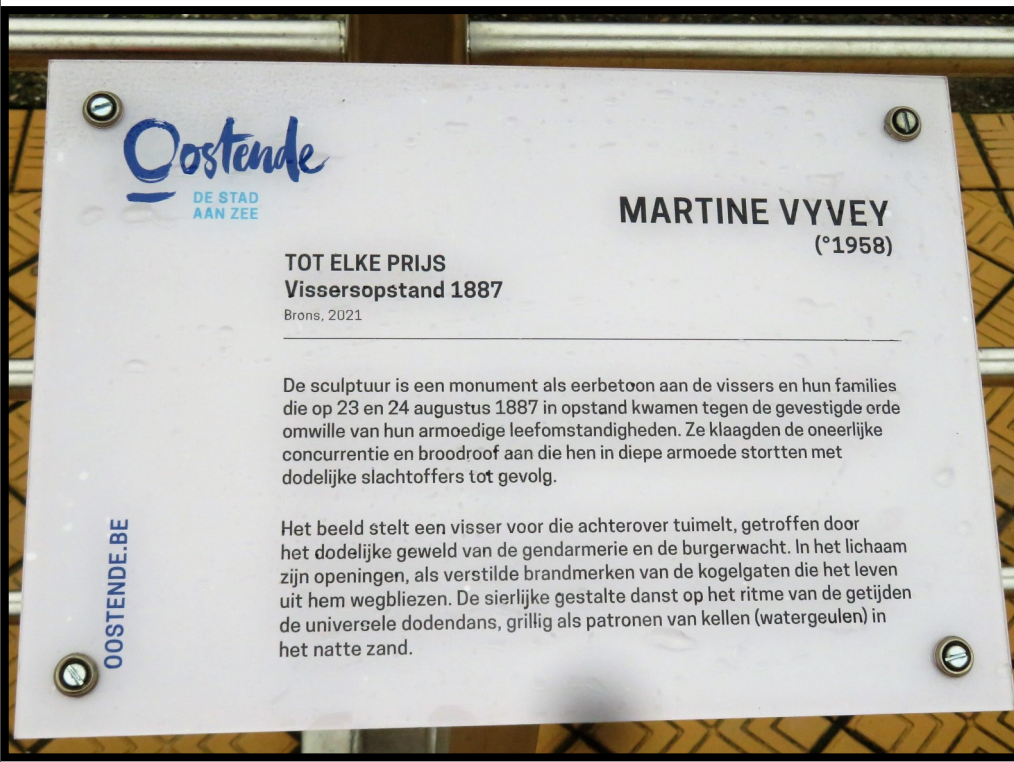 Oostende
DE STAD
AAN ZEE
MARTINE VYVEY
(°1958)
TOT ELKE PRIJS
Vissersopstand 1887
Brons, 2021
De sculptuur is een monument als eerbetoon aan de vissers en hun families
die op 23 en 24 augustus 1887 in opstand kwamen tegen de gevestigde orde
omwille van hun armoedige leefomstandigheden. Ze klaagden de oneerlijke
concurrentie en broodroof aan die hen in diepe armoede stortten met
dodelijke slachtoffers tot gevolg.
Het beeld stelt een visser voor die achterover tuimelt, getroffen door
het dodelijke geweld van de gendarmerie en de burgerwacht. In het lichaam
zijn openingen, als verstilde brandmerken van de kogelgaten die het leven
uit hem wegbliezen. De sierlijke gestalte danst op het ritme van de getijden
de universele dodendans, grillig als patronen van kellen (watergeulen) in
het natte zand.
OOSTENDE.BE